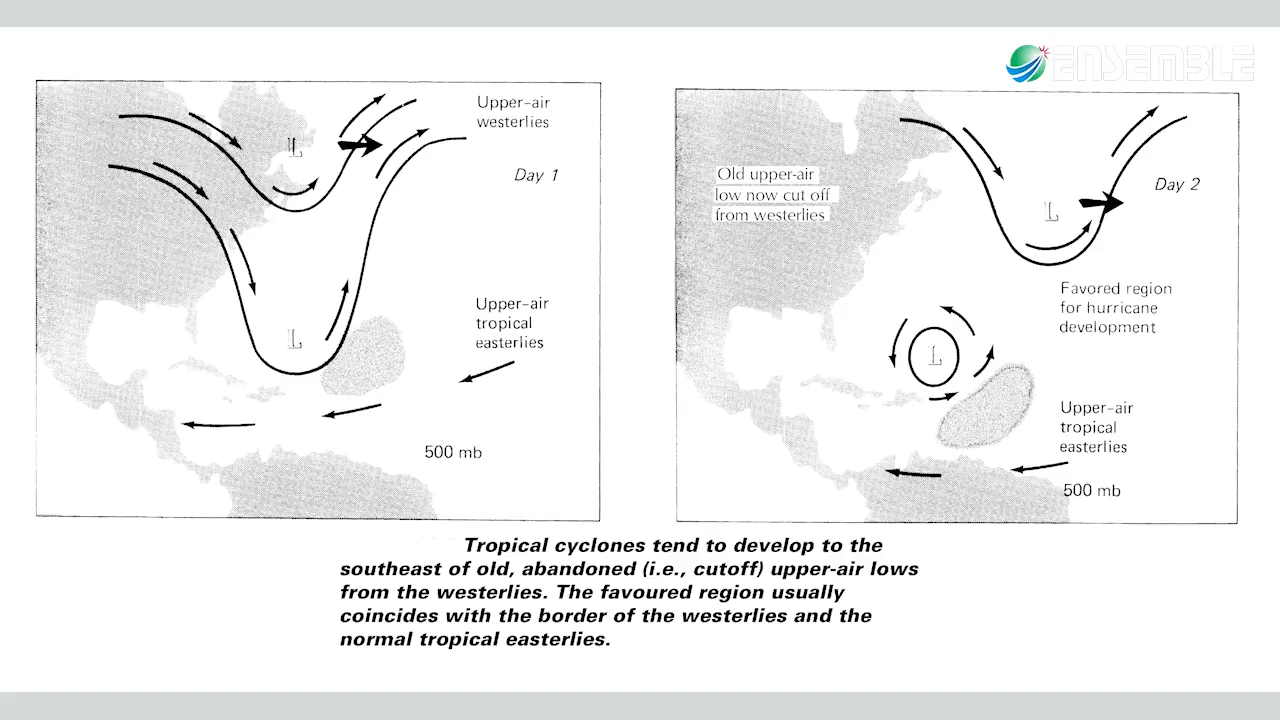 ENSEMBLE
Upper-air
westerlies
L
Day 1
Upper-air
tropical
easterlies
L
500 mb
Old upper-air
low now cut off
from westerlies
Day 2
L
Favored region
for hurricane
development
L
Upper-air
tropical
easterlies
500 mb
Tropical cyclones tend to develop to the
southeast of old, abandoned (i.e., cutoff) upper-air lows
from the westerlies. The favoured region usually
coincides with the border of the westerlies and the
normal tropical easterlies.